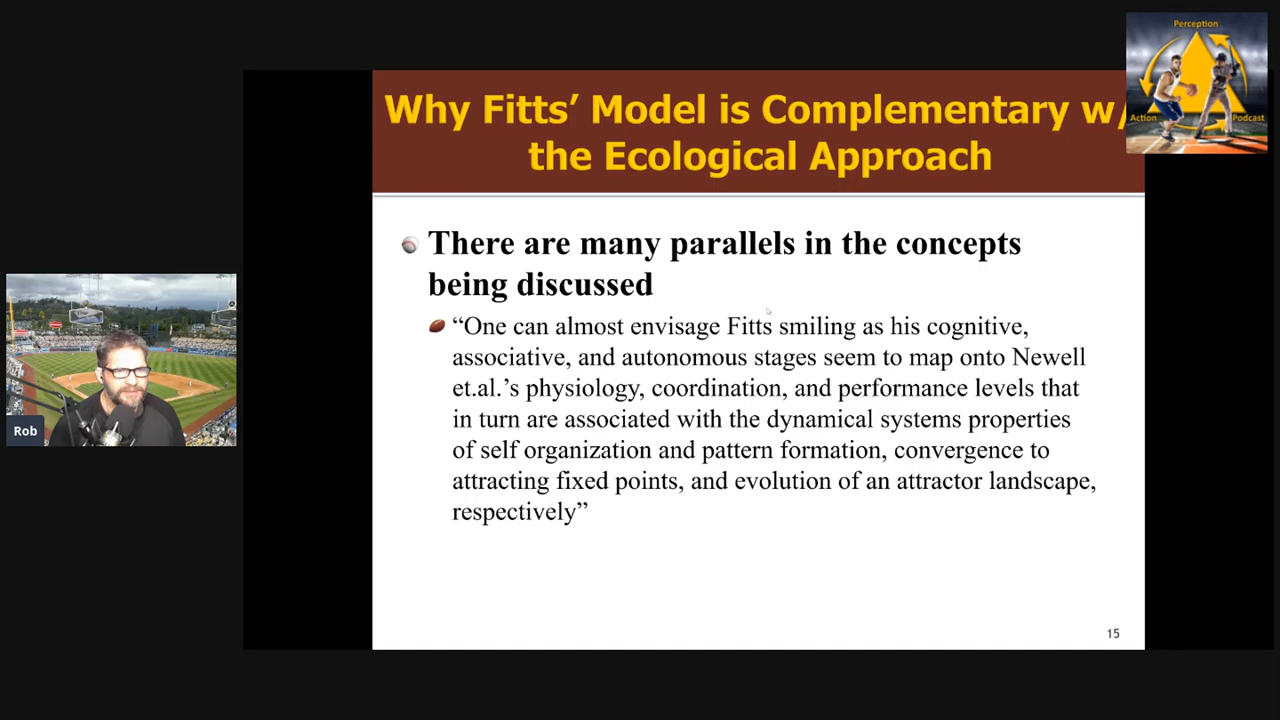 Perception
Action
Podcast
Why Fitts’ Model is Complementary w/
the Ecological Approach
There are many parallels in the concepts
being discussed
“One can almost envisage Fitts smiling as his cognitive,
associative, and autonomous stages seem to map onto Newell
et.al.’s physiology, coordination, and performance levels that
in turn are associated with the dynamical systems properties
of self organization and pattern formation, convergence to
attracting fixed points, and evolution of an attractor landscape,
respectively”
15
Rob